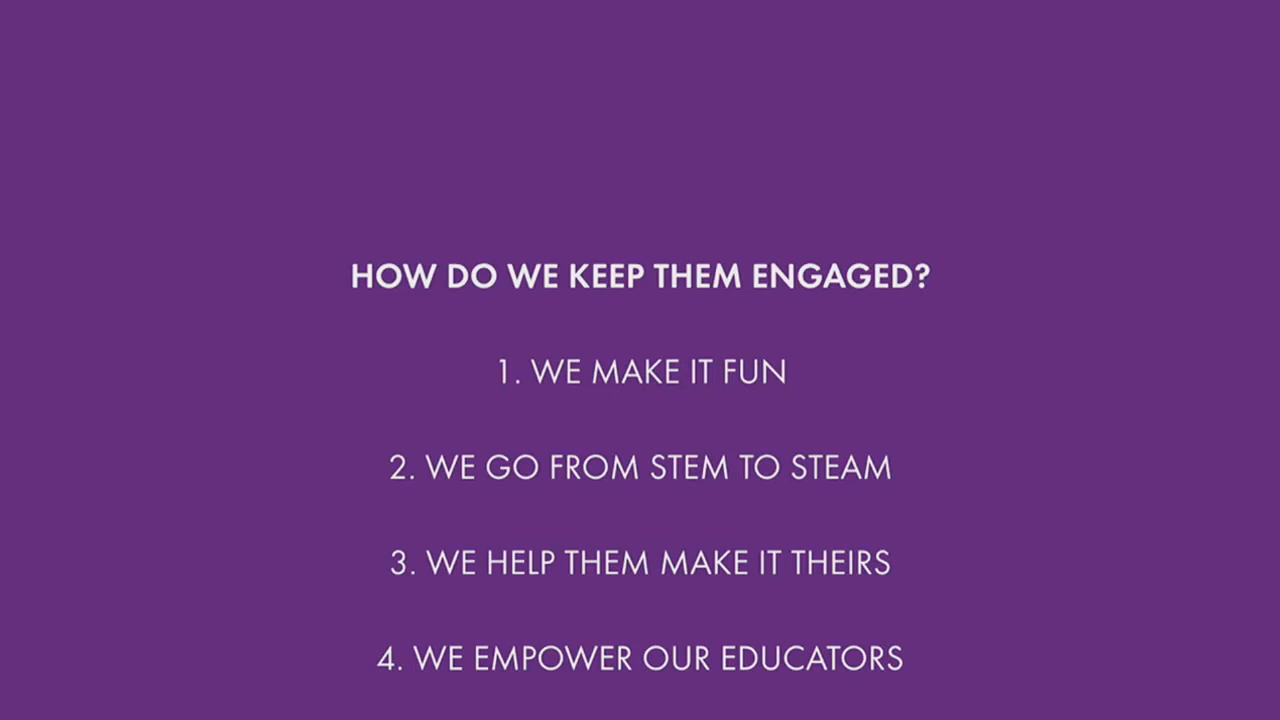 HOW DO WE KEEP THEM ENGAGED?
1. WE MAKE IT FUN
2. WE GO FROM STEM TO STEAM
3. WE HELP THEM MAKE IT THEIRS
4. WE EMPOWER OUR EDUCATORS